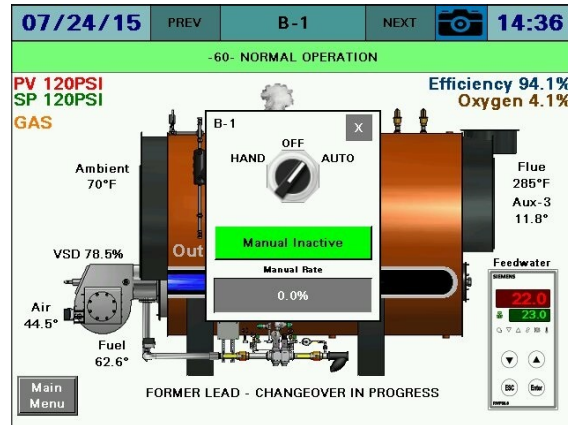 07/24/15 PREV B-1 NEXT 14:36
-60- NORMAL OPERATION
PV 120PSI
SP 120PSI
GAS
Efficiency 94.1%
Oxygen 4.1%
B-1 X
OFF
HAND AUTO
Ambient
70°F
Flue
285°F
Aux-3
11.8°
Manual Inactive
Out
VSD 78.5%
Manual Rate
0.0%
Feedwater
SIEMENS
22.0
23.0
Air
44.5°
Fuel
62.6°
ESC Enter
Main
Menu
FORMER LEAD - CHANGEOVER IN PROGRESS